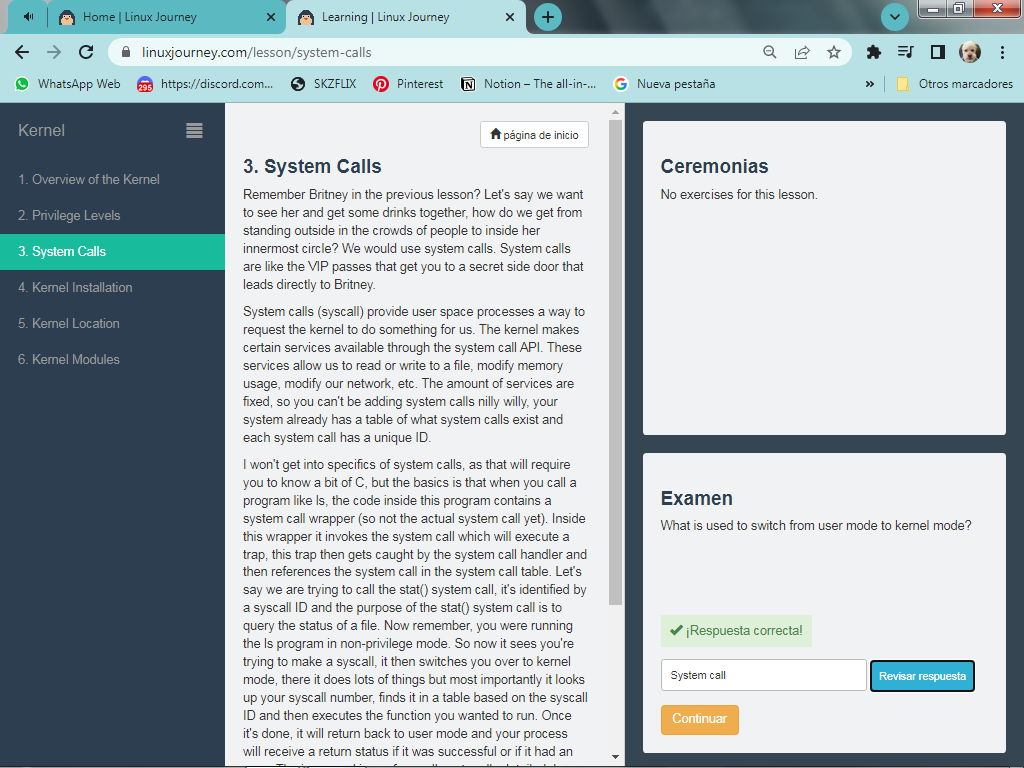 Home | Linux Journey
Learning | Linux Journey
linuxjourney.com/lesson/system-calls
WhatsApp Web
295
https://discord.com...
SKZFLIX
Pinterest
Notion – The all-in-...
Nueva pestaña
»
Otros marcadores
Kernel
1. Overview of the Kernel
2. Privilege Levels
3. System Calls
4. Kernel Installation
5. Kernel Location
6. Kernel Modules
página de inicio
3. System Calls
Remember Britney in the previous lesson? Let's say we want
to see her and get some drinks together, how do we get from
standing outside in the crowds of people to inside her
innermost circle? We would use system calls. System calls
are like the VIP passes that get you to a secret side door that
leads directly to Britney.
System calls (syscall) provide user space processes a way to
request the kernel to do something for us. The kernel makes
certain services available through the system call API. These
services allow us to read or write to a file, modify memory
usage, modify our network, etc. The amount of services are
fixed, so you can't be adding system calls nilly willy, your
system already has a table of what system calls exist and
each system call has a unique ID.
I won't get into specifics of system calls, as that will require
you to know a bit of C, but the basics is that when you call a
program like ls, the code inside this program contains a
system call wrapper (so not the actual system call yet). Inside
this wrapper it invokes the system call which will execute a
trap, this trap then gets caught by the system call handler and
then references the system call in the system call table. Let's
say we are trying to call the stat() system call, it's identified by
a syscall ID and the purpose of the stat() system call is to
query the status of a file. Now remember, you were running
the ls program in non-privilege mode. So now it sees you're
trying to make a syscall, it then switches you over to kernel
mode, there it does lots of things but most importantly it looks
up your syscall number, finds it in a table based on the syscall
ID and then executes the function you wanted to run. Once
it's done, it will return back to user mode and your process
will receive a return status if it was successful or if it had an
Ceremonias
No exercises for this lesson.
Examen
What is used to switch from user mode to kernel mode?
¡Respuesta correcta!
System call
Revisar respuesta
Continuar